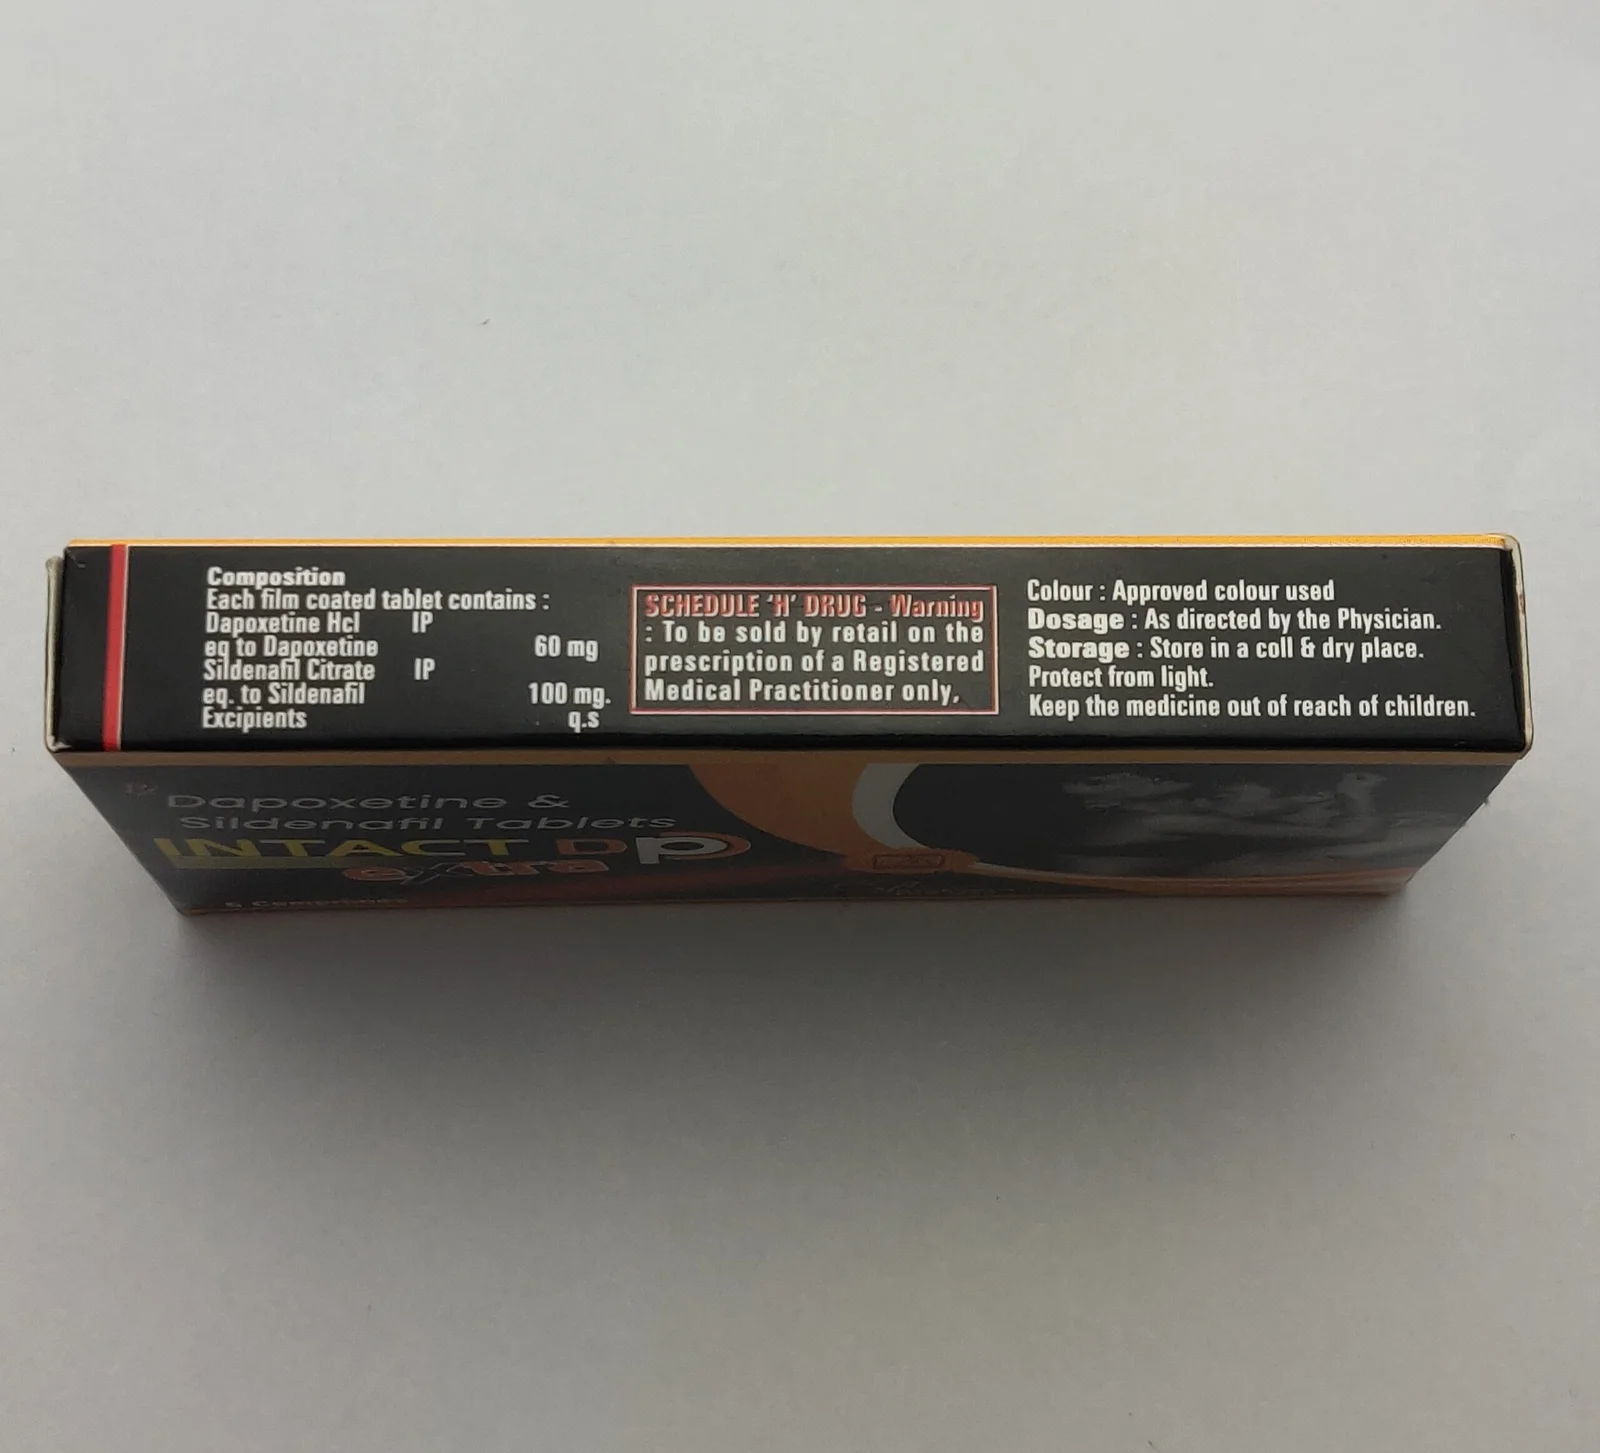 Composition
Each film coated tablet contains :
Dapoxetine Hcl IP
eq to Dapoxetine 60 mg
Sildenafil Citrate IP
eq. to Sildenafil 100 mg.
Excipients q.s
SCHEDULE 'H' DRUG - Warning
: To be sold by retail on the
prescription of a Registered
Medical Practitioner only,
Colour : Approved colour used
Dosage : As directed by the Physician.
Storage : Store in a coll & dry place.
Protect from light.
Keep the medicine out of reach of children.
Dapoxetine &
Sildenafil Tablets
INTACT DP
extra